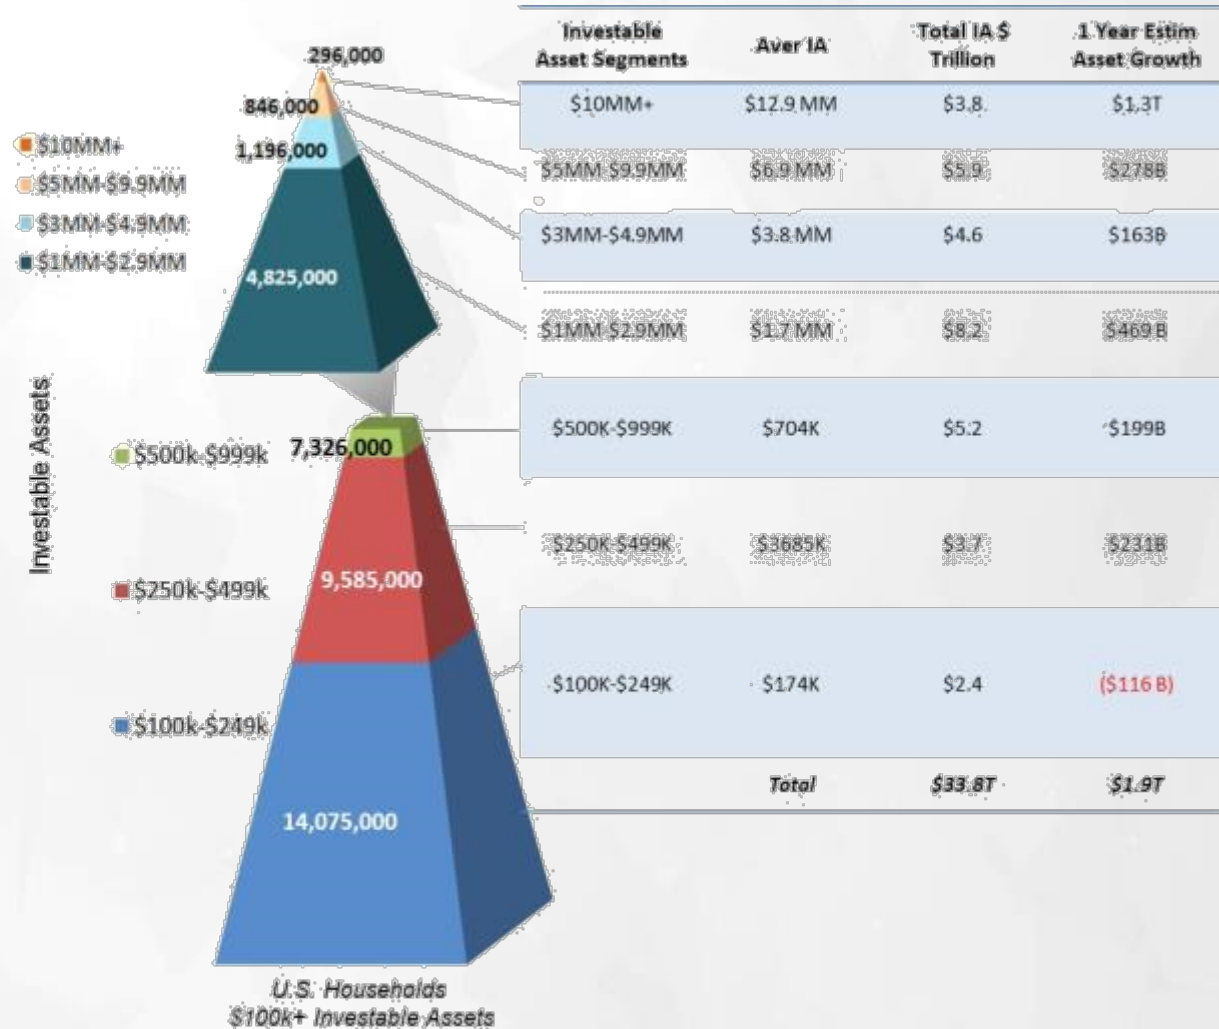 Investable Asset Segments Aver IA Total IA $ Trillion 1 Year Estim Asset Growth
296,000
$10MM+ $12.9 MM $3.8 $1.3T
846,000
$5MM-$9.9MM $6.9 MM $5.9 $278B
1,196,000
$3MM-$4.9MM $3.8 MM $4.6 $163B
4,825,000
$1MM-$2.9MM $1.7 MM $8.2 $469 B
$10MM+
$5MM-$9.9MM
$3MM-$4.9MM
$1MM-$2.9MM
Investable Assets
$500k-$999k
7,326,000
$500K-$999K $704K $5.2 $199B
$250k-$499k
9,585,000
$250K-$499K $3685K $3.7 $231B
$100k-$249k
14,075,000
$100K-$249K $174K $2.4 ($116 B)
Total $33.8T $1.9T
U.S. Households
$100k+ Investable Assets